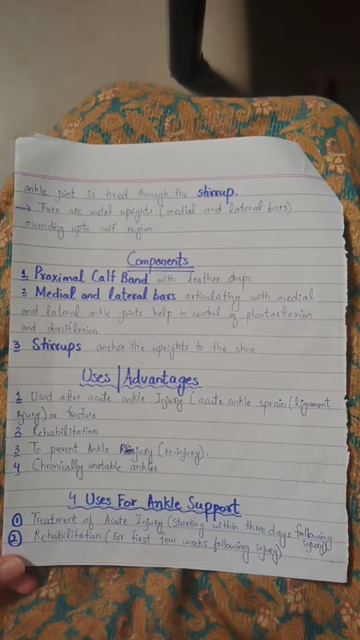 ankle joint is fixed through the stirrup.
→ There are metal uprights (medial and lateral bars)
ascending upto calf region.
Components
1 Proximal Calf Band with leather straps
2 Medial and lateral bars articulating with medial
and lateral ankle joints help in control of plantarflexion
and dorsiflexion.
3 Stirrups anchor the uprights to the shoe.
Uses | Advantages
1 Used after acute ankle Injury (acute ankle sprain (ligament
injury) or fracture
2 Rehabilitation
3 To prevent Ankle injury (re-injury).
4 Chronically unstable ankles
4 Uses For Ankle Support
1 Treatment of Acute Injury (starting within three days following
injury)
2 Rehabilitation (For first few weeks following injury)